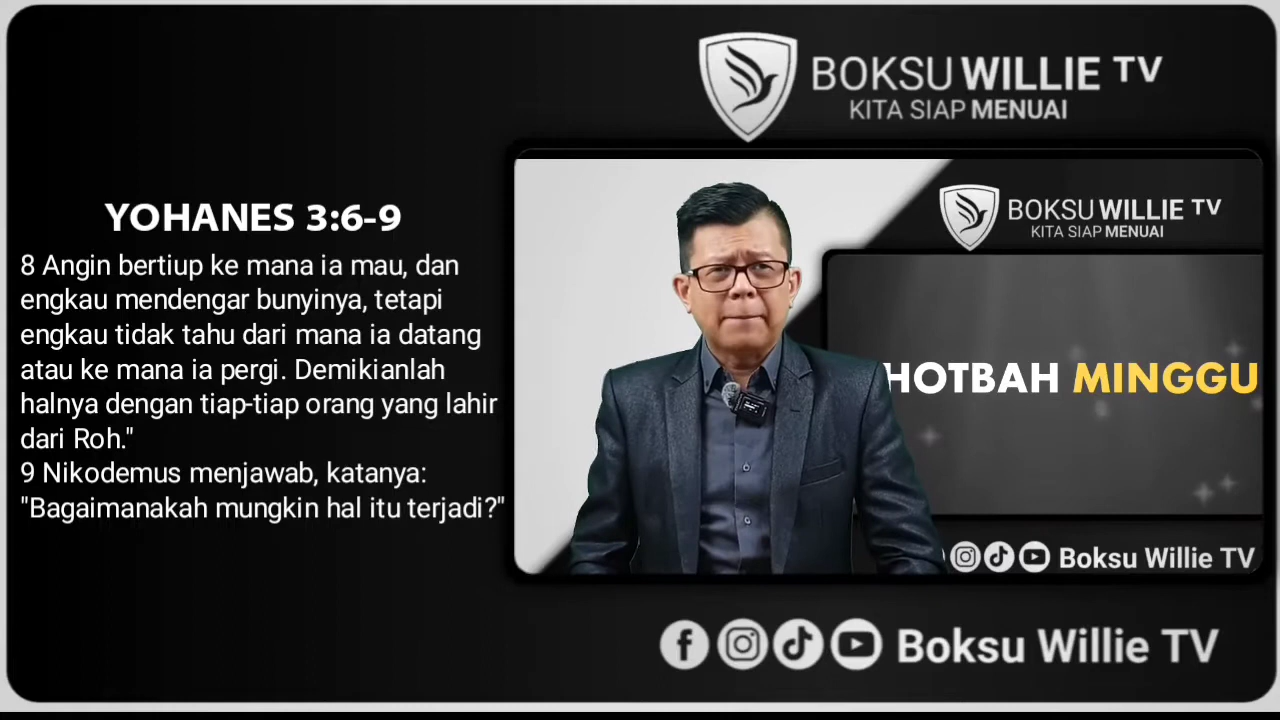 BOKSU WILLIE TV
KITA SIAP MENUAI
YOHANES 3:6-9
8 Angin bertiup ke mana ia mau, dan
engkau mendengar bunyinya, tetapi
engkau tidak tahu dari mana ia datang
atau ke mana ia pergi. Demikianlah
halnya dengan tiap-tiap orang yang lahir
dari Roh."
9 Nikodemus menjawab, katanya:
"Bagaimanakah mungkin hal itu terjadi?"
BOKSU WILLIE TV
KITA SIAP MENUAI
HOTBAH MINGGU
Boksu Willie TV
Boksu Willie TV